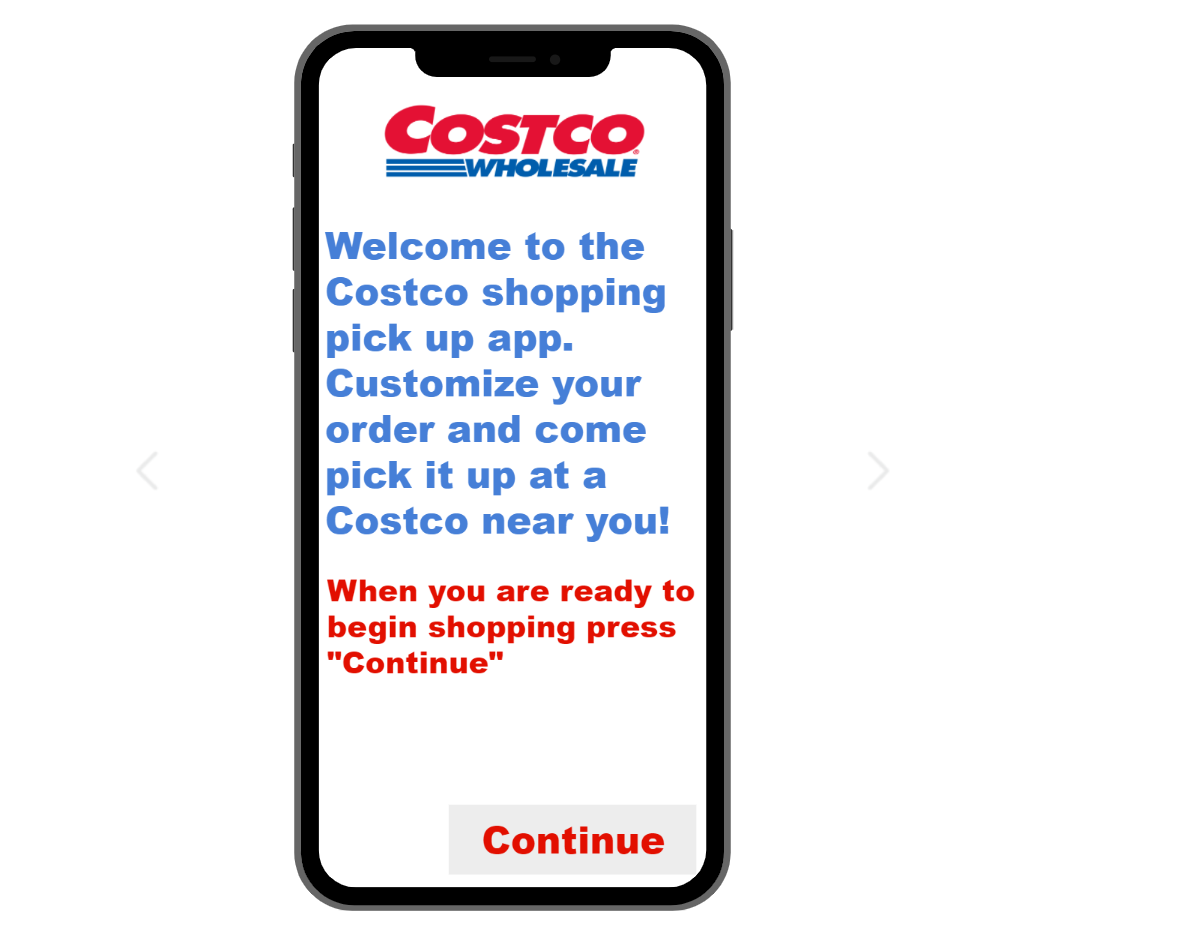 COSTCO
WHOLESALE
Welcome to the
Costco shopping
pick up app.
Customize your
order and come
pick it up at a
Costco near you!
When you are ready to
begin shopping press
"Continue"
Continue